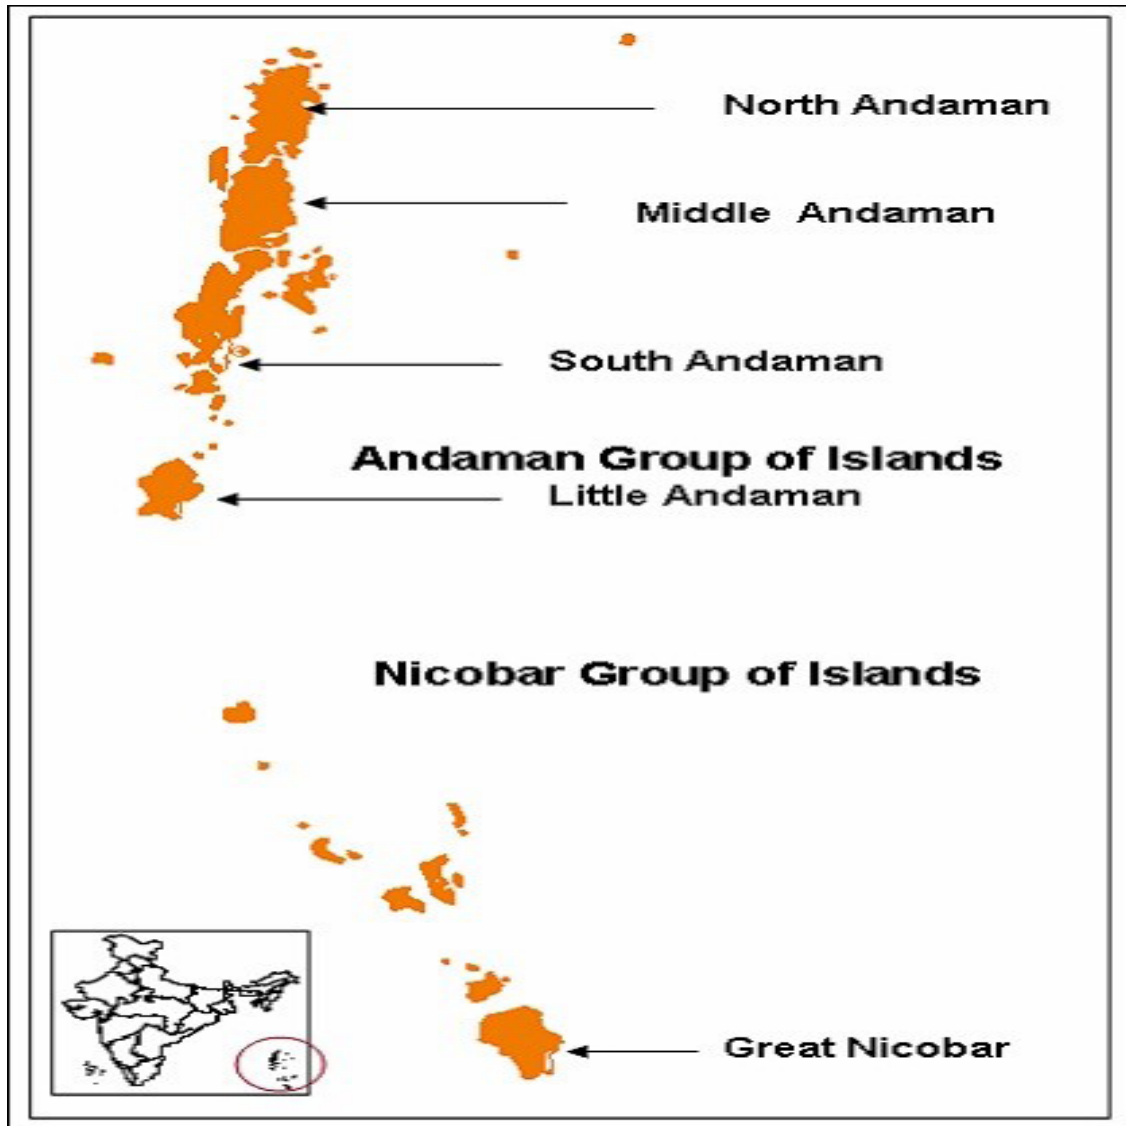 North Andaman
Middle Andaman
South Andaman
Andaman Group of Islands
Little Andaman
Nicobar Group of Islands
Great Nicobar